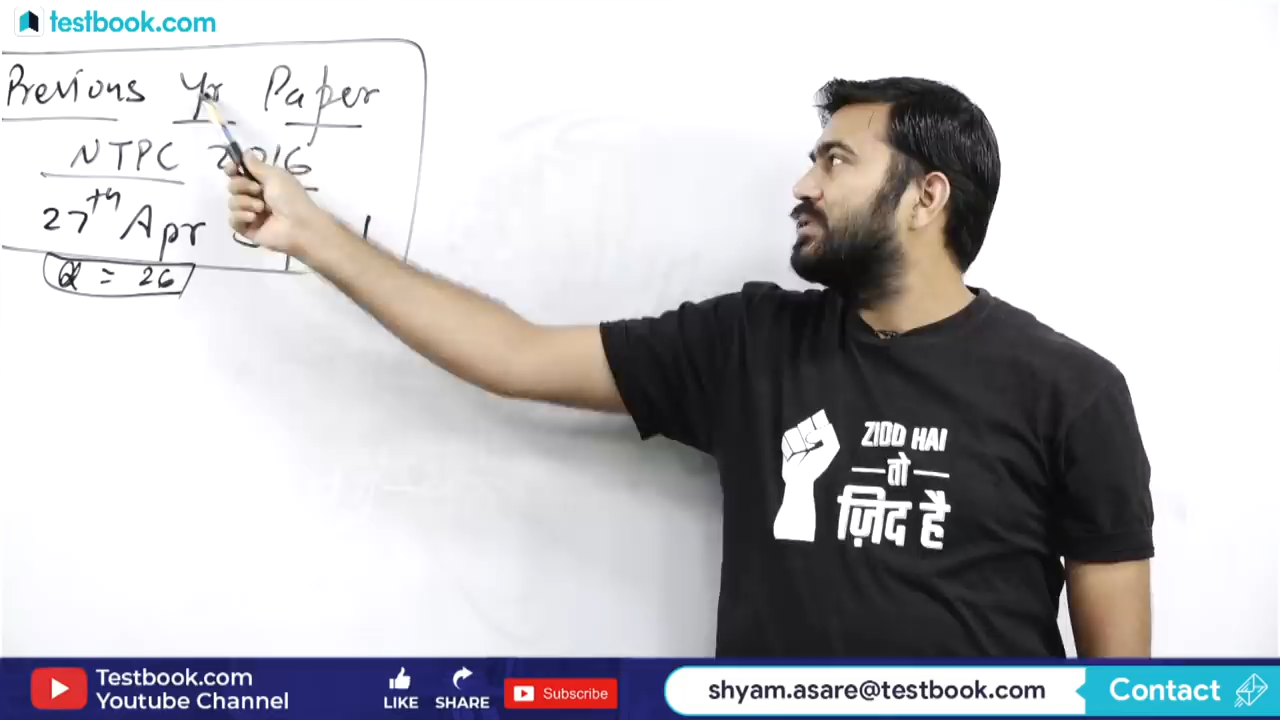 testbook.com
Previous Yr Paper
NTPC 2016
27th Apr
Q = 26
ZIDD HAI
तो
ज़िद है
Testbook.com
Youtube Channel
LIKE
SHARE
Subscribe
shyam.asare@testbook.com
Contact